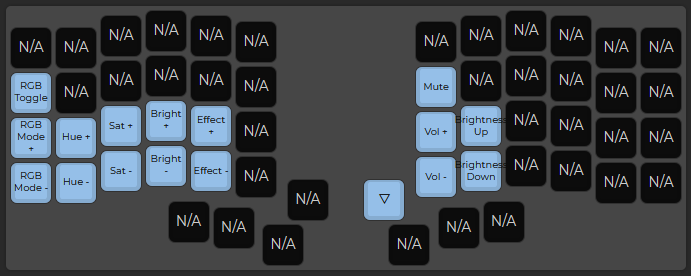 N/A N/A N/A N/A N/A N/A N/A N/A N/A N/A N/A N/A
RGB
Toggle
N/A N/A N/A N/A N/A
Mute
N/A N/A N/A N/A N/A
RGB
Mode
+
Hue +
Sat +
Bright
+
Effect
+
N/A
Vol +
Brightness
Up
N/A N/A N/A N/A
RGB
Mode -
Hue -
Sat -
Bright
-
Effect -
N/A
Vol -
Brightness
Down
N/A N/A N/A N/A
N/A ▽
N/A N/A N/A N/A N/A N/A